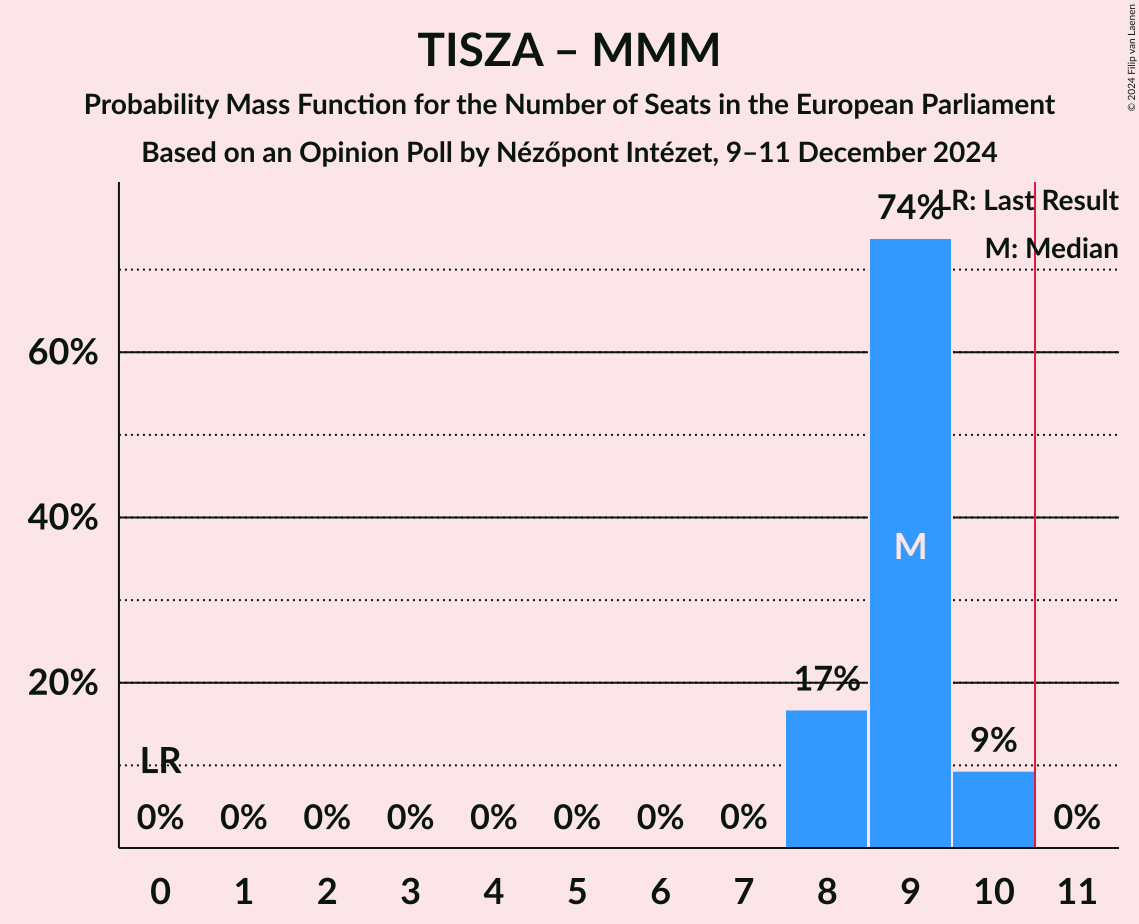 TISZA – MMM
Probability Mass Function for the Number of Seats in the European Parliament
Based on an Opinion Poll by Nézőpont Intézet, 9–11 December 2024
© 2024 Filip van Laenen
LR: Last Result
M: Median
74%
60%
40%
M
20%
17%
9%
LR
0% 0% 0% 0% 0% 0% 0% 0% 0%
0 1 2 3 4 5 6 7 8 9 10 11